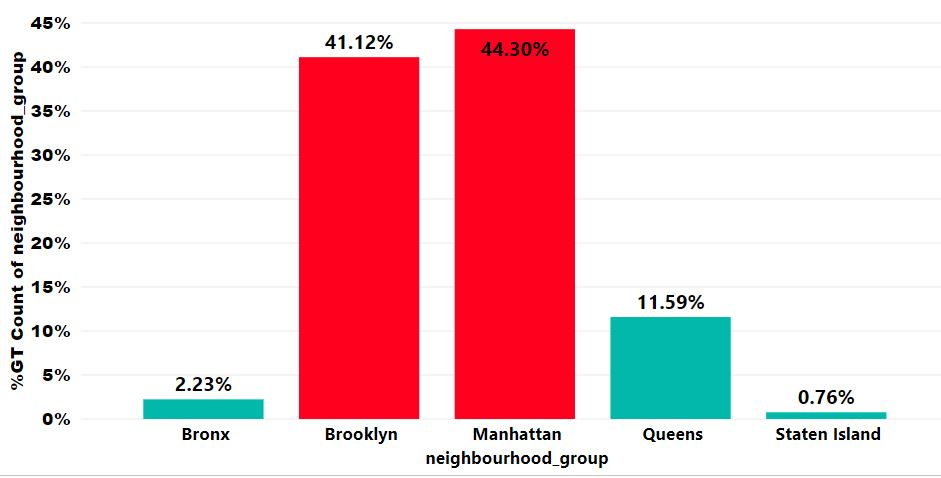 %GT Count of neighbourhood_group
45%
40%
35%
30%
25%
20%
15%
10%
5%
0%
2.23%
41.12%
44.30%
11.59%
0.76%
Bronx
Brooklyn
Manhattan
Queens
Staten Island
neighbourhood_group